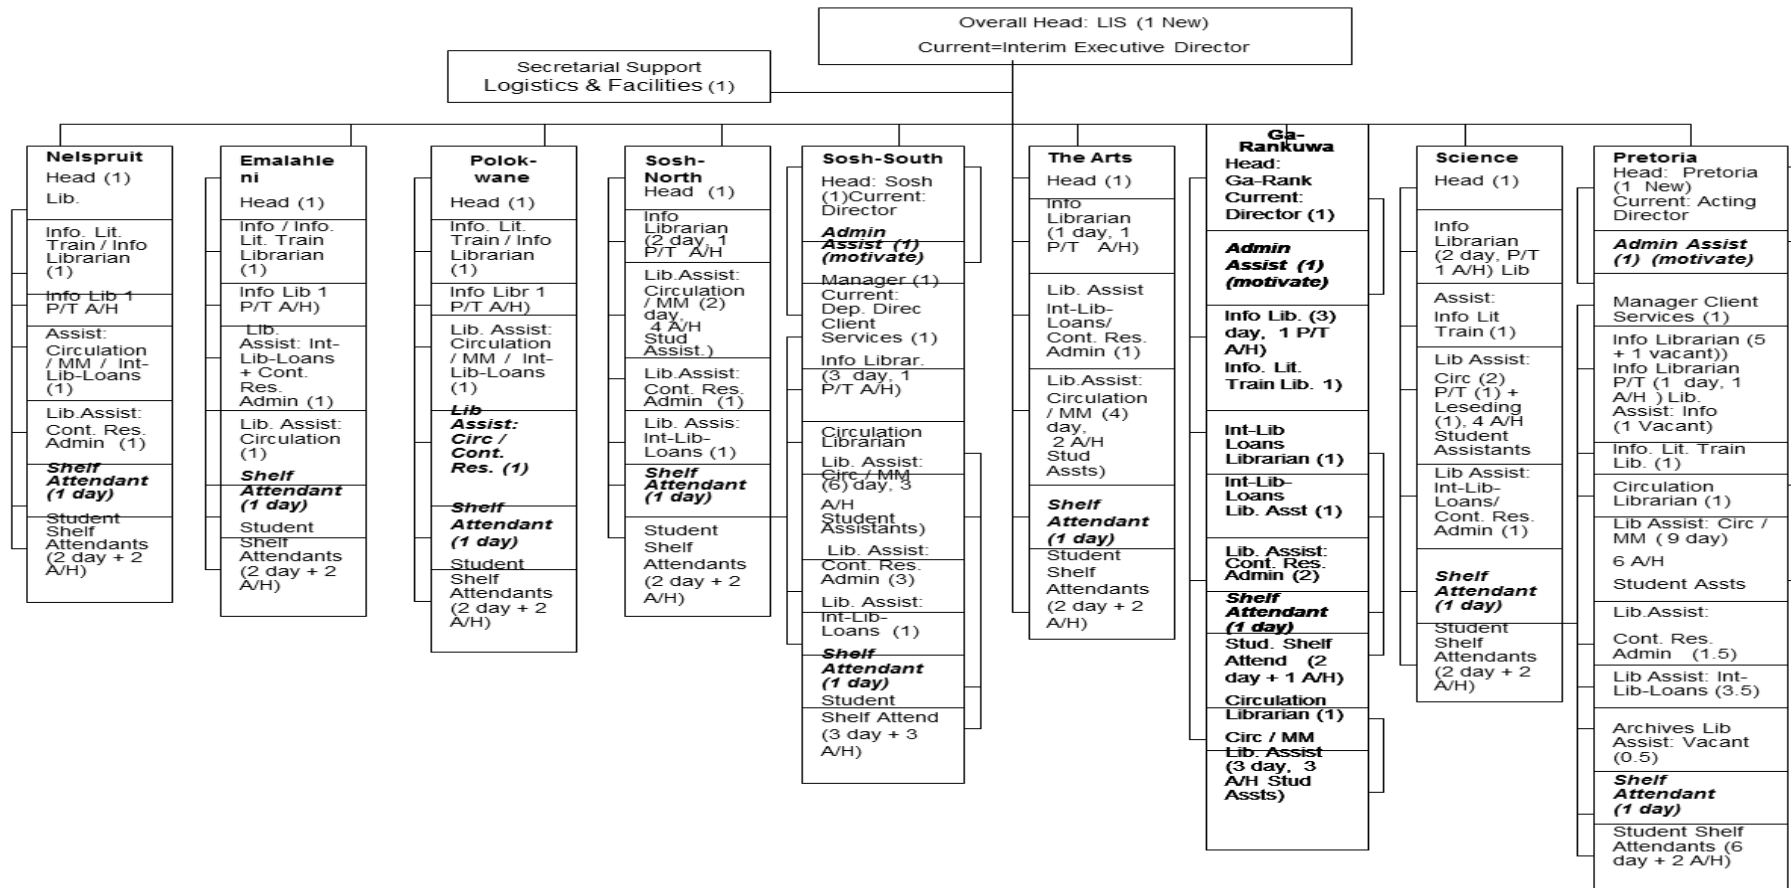 Overall Head: LIS (1 New)
Current=Interim Executive Director
Secretarial Support
Logistics & Facilities (1)
Nelspruit
Head (1)
Lib.
Info. Lit.
Train / Info
Librarian
(1)
Info Lib 1
P/T A/H
Assist:
Circulation
/ MM / Int-
Lib-Loans
(1)
Lib.Assist:
Cont. Res.
Admin (1)
Shelf
Attendant
(1 day)
Student
Shelf
Attendants
(2 day + 2
A/H)
Emalahle
ni
Head (1)
Info / Info.
Lit. Train
Librarian
(1)
Info Lib 1
P/T A/H)
Lib.
Assist: Int-
Lib-Loans
+ Cont.
Res.
Admin (1)
Lib. Assist:
Circulation
(1)
Shelf
Attendant
(1 day)
Student
Shelf
Attendants
(2 day + 2
A/H)
Polok-
wane
Head (1)
Info. Lit.
Train / Info
Librarian
(1)
Info Libr 1
P/T A/H)
Lib. Assist:
Circulation
/ MM / Int-
Lib-Loans
(1)
Lib
Assist:
Circ /
Cont.
Res. (1)
Shelf
Attendant
(1 day)
Student
Shelf
Attendants
(2 day + 2
A/H)
Sosh-
North
Head (1)
Info
Librarian
(2 day, 1
P/T A/H
Lib.Assist:
Circulation
/ MM (2)
day,
4 A/H
Stud
Assist.)
Lib.Assist:
Cont. Res.
Admin (1)
Lib. Assis:
Int-Lib-
Loans (1)
Shelf
Attendant
(1 day)
Student
Shelf
Attendants
(2 day + 2
A/H)
Sosh-South
Head: Sosh
(1)Current:
Director
Admin
Assist (1)
(motivate)
Manager (1)
Current:
Dep. Direc
Client
Services (1)
Info Librar.
(3 day, 1
P/T A/H)
Circulation
Librarian
Lib. Assist:
Circ / MM
(6) day, 3
A/H
Student
Assistants)
Lib. Assist:
Cont. Res.
Admin (3)
Lib. Assist:
Int-Lib-
Loans (1)
Shelf
Attendant
(1 day)
Student
Shelf Attend
(3 day + 3
A/H)
The Arts
Head (1)
Info
Librarian
(1 day, 1
P/T A/H)
Lib. Assist
Int-Lib-
Loans/
Cont. Res.
Admin (1)
Lib.Assist:
Circulation
/ MM (4)
day,
2 A/H
Stud
Assts)
Shelf
Attendant
(1 day)
Student
Shelf
Attendants
(2 day + 2
A/H)
Ga-
Rankuwa
Head:
Ga-Rank
Current:
Director (1)
Admin
Assist (1)
(motivate)
Info Lib. (3)
day, 1 P/T
A/H)
Info. Lit.
Train Lib. 1)
Int-Lib
Loans
Librarian (1)
Int-Lib-
Loans
Lib. Asst (1)
Lib. Assist:
Cont. Res.
Admin (2)
Shelf
Attendant
(1 day)
Stud. Shelf
Attend (2
day + 1 A/H)
Circulation
Librarian (1)
Circ / MM
Lib. Assist
(3 day, 3
A/H Stud
Assts)
Science
Head (1)
Info
Librarian
(2 day, P/T
1 A/H) Lib
Assist:
Info Lit
Train (1)
Lib Assist:
Circ (2)
P/T (1) +
Leseding
(1), 4 A/H
Student
Assistants
Lib Assist:
Int-Lib-
Loans/
Cont. Res.
Admin (1)
Shelf
Attendant
(1 day)
Student
Shelf
Attendants
(2 day + 2
A/H)
Pretoria
Head: Pretoria
(1 New)
Current: Acting
Director
Admin Assist
(1) (motivate)
Manager Client
Services (1)
Info Librarian (5
+ 1 vacant))
Info Librarian
P/T (1 day, 1
A/H ) Lib.
Assist: Info
(1 Vacant)
Info. Lit. Train
Lib. (1)
Circulation
Librarian (1)
Lib Assist: Circ /
MM ( 9 day)
6 A/H
Student Assts
Lib.Assist:
Cont. Res.
Admin (1.5)
Lib Assist: Int-
Lib-Loans (3.5)
Archives Lib
Assist: Vacant
(0.5)
Shelf
Attendant
(1 day)
Student Shelf
Attendants (6
day + 2 A/H)